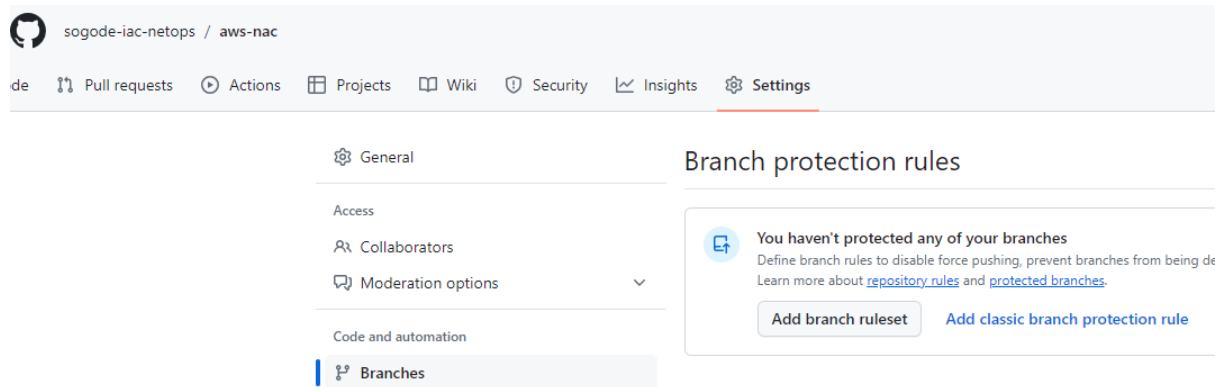 sogode-iac-netops / aws-nac
de Pull requests Actions Projects Wiki Security Insights Settings
General
Access
Collaborators
Moderation options
Code and automation
Branches
Branch protection rules
You haven't protected any of your branches
Define branch rules to disable force pushing, prevent branches from being de
Learn more about repository rules and protected branches.
Add branch ruleset Add classic branch protection rule